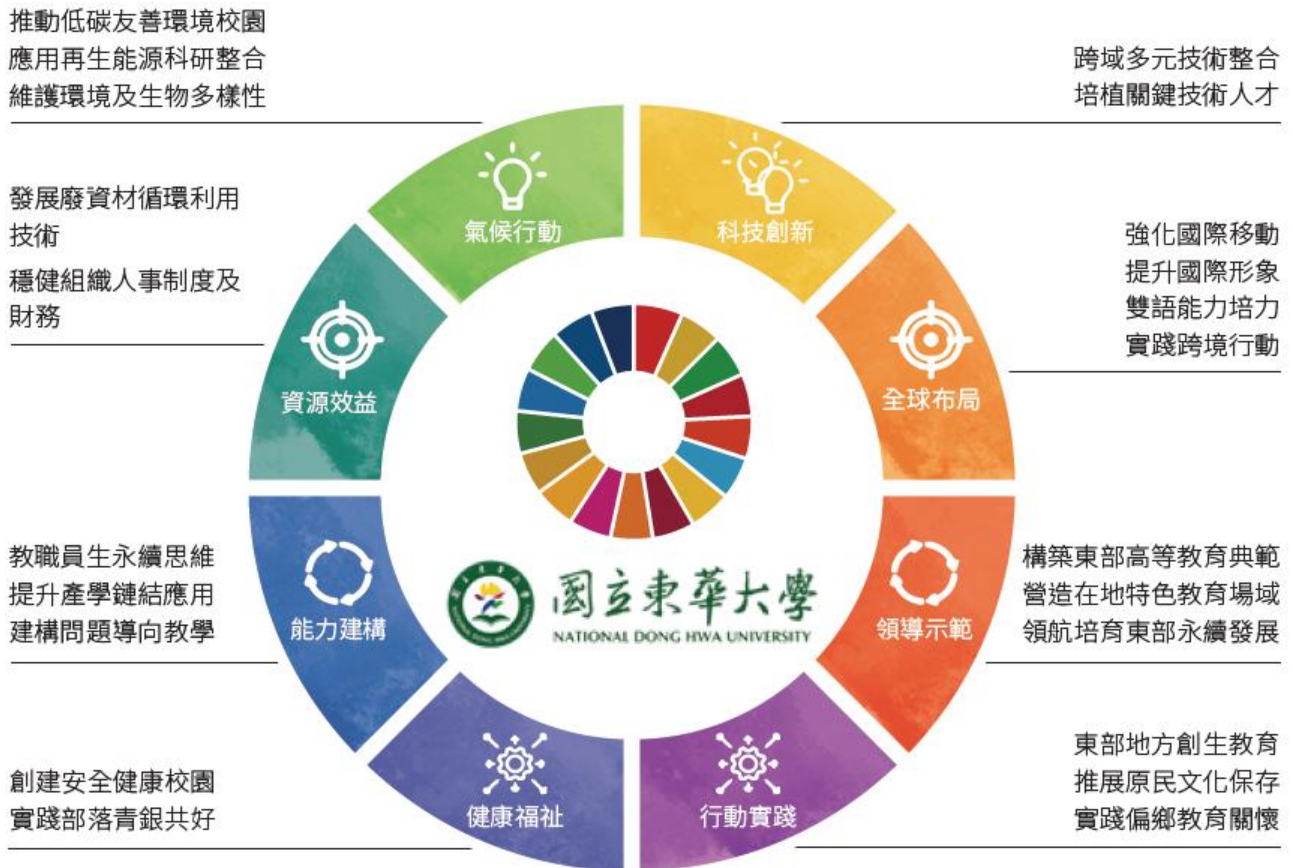 推動低碳友善環境校園
應用再生能源科研整合
維護環境及生物多樣性
跨域多元技術整合
培植關鍵技術人才
氣候行動
科技創新
發展廢資材循環利用
技術
穩健組織人事制度及
財務
強化國際移動
提升國際形象
雙語能力培力
實踐跨境行動
資源效益
全球布局
教職員生永續思維
提升產學鏈結應用
建構問題導向教學
能力建構
國立東華大學
NATIONAL DONG HWA UNIVERSITY
領導示範
構築東部高等教育典範
營造在地特色教育場域
領航培育東部永續發展
創建安全健康校園
實踐部落青銀共好
健康福祉
行動實踐
東部地方創生教育
推展原民文化保存
實踐偏鄉教育關懷